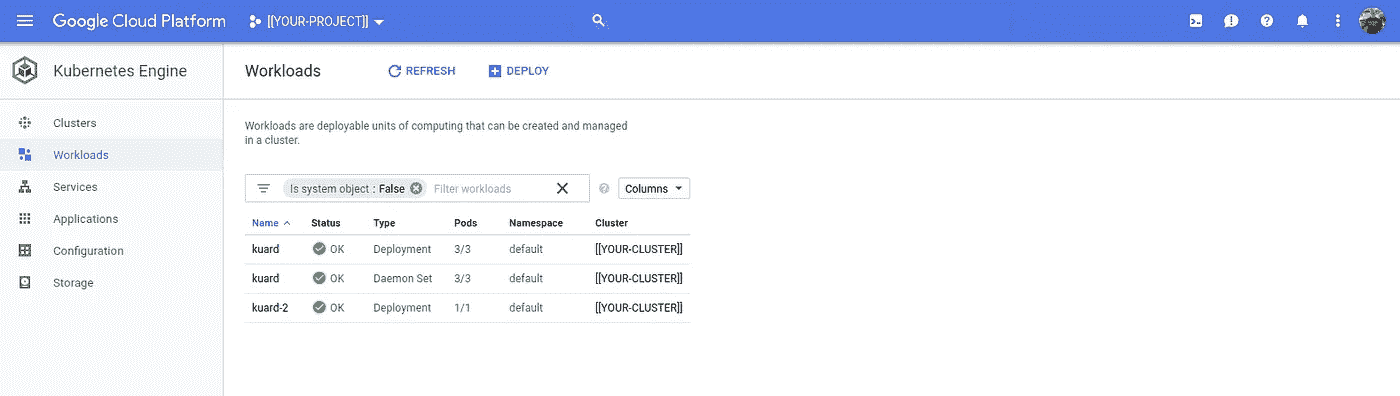 Google Cloud Platform [[YOUR-PROJECT]]
Kubernetes Engine
Workloads REFRESH DEPLOY
Clusters
Workloads
Services
Applications
Configuration
Storage
Workloads are deployable units of computing that can be created and managed
in a cluster.
Is system object : False Filter workloads Columns
Name Status Type Pods Namespace Cluster
kuard OK Deployment 3/3 default [[YOUR-CLUSTER]]
kuard OK Daemon Set 3/3 default [[YOUR-CLUSTER]]
kuard-2 OK Deployment 1/1 default [[YOUR-CLUSTER]]